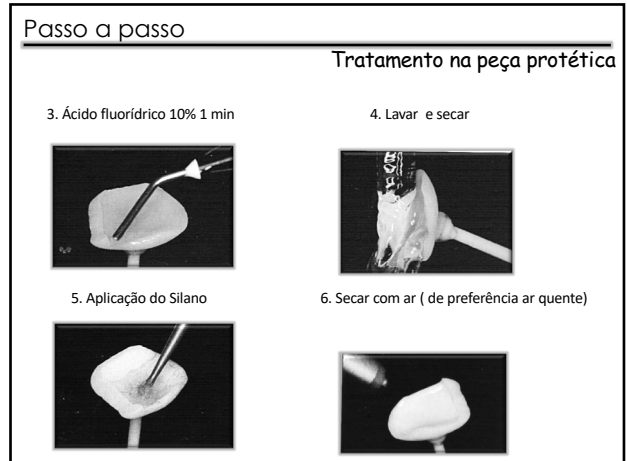 Passo a passo
Tratamento na peça protética
3. Ácido fluorídrico 10% 1 min
4. Lavar e secar
5. Aplicação do Silano
6. Secar com ar ( de preferência ar quente)